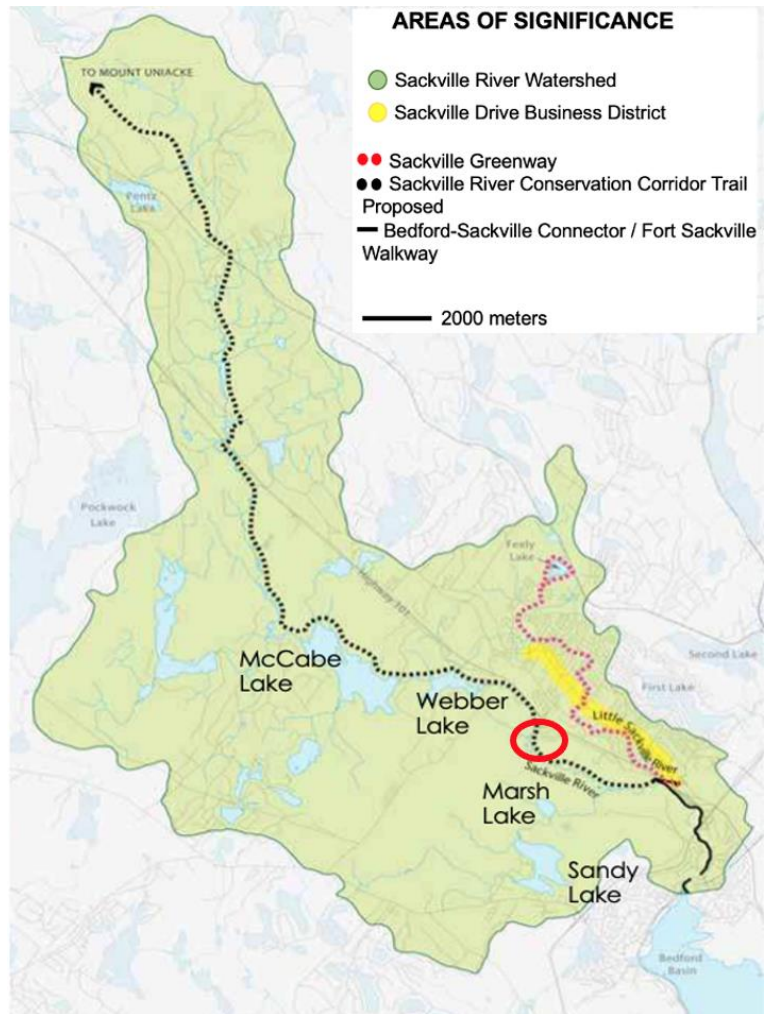 AREAS OF SIGNIFICANCE
Sackville River Watershed
Sackville Drive Business District
Sackville Greenway
Sackville River Conservation Corridor Trail
Proposed
Bedford-Sackville Connector / Fort Sackville
Walkway
2000 meters
TO MOUNT UNIACKE
Pentz
Lake
Pockwock
Lake
Highway 101
Feely
Lake
Second Lake
First Lake
McCabe
Lake
Webber
Lake
Little Sackville River
Sackville River
Marsh
Lake
Sandy
Lake
Bedford
Basin